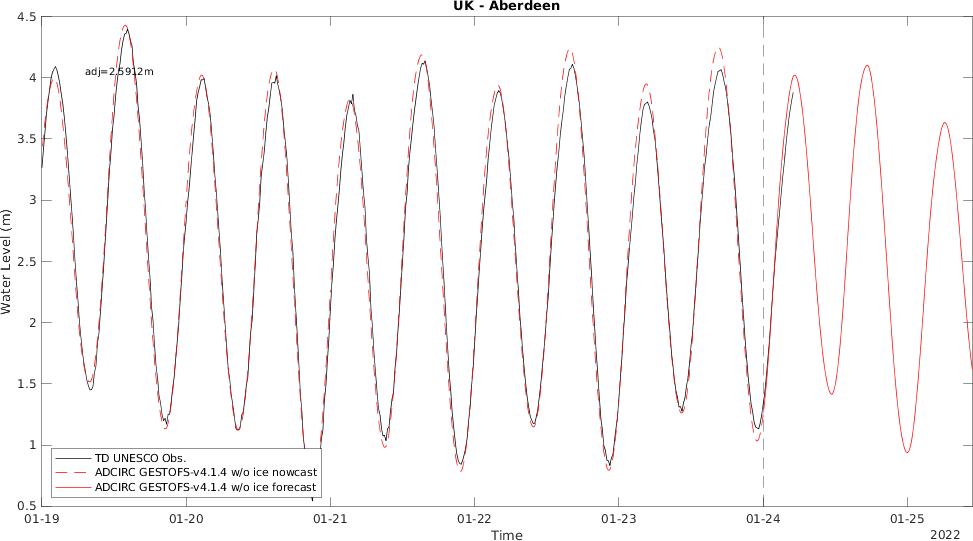 UK - Aberdeen
4.5
4
3.5
3
2.5
2
1.5
1
0.5
Water Level (m)
adj=2.5912m
TD UNESCO Obs.
ADCIRC GESTOFS-v4.1.4 w/o ice nowcast
ADCIRC GESTOFS-v4.1.4 w/o ice forecast
01-19 01-20 01-21 01-22 01-23 01-24 01-25
Time
2022